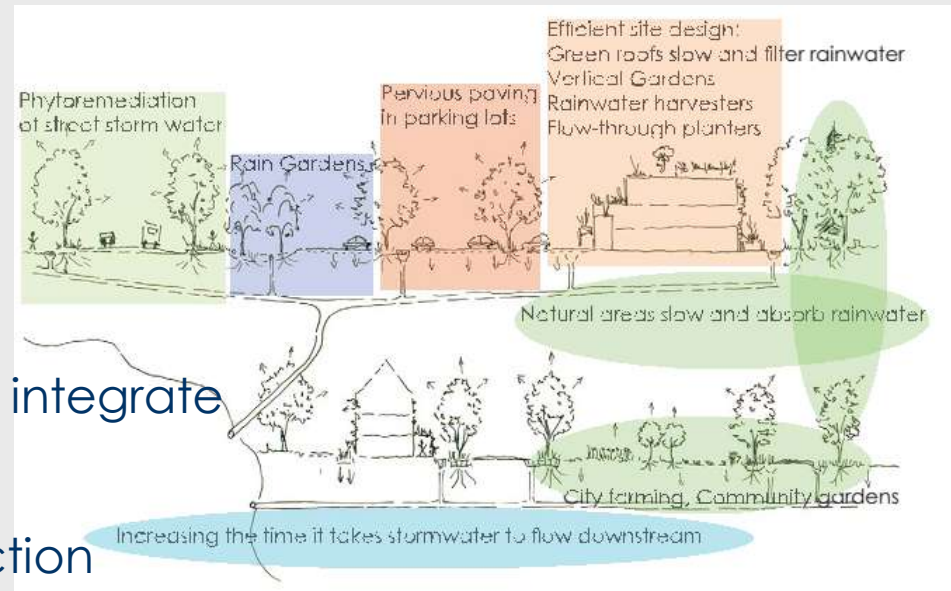 Efficient site design:
Green roofs slow and filter rainwater
Vertical Gardens
Rainwater harvesters
Flow-through planters
Phytoremediation
of street storm water
Pervious paving
in parking lots
Rain Gardens
Natural areas slow and absorb rainwater
integrate
City farming, Community gardens
Increasing the time it takes stormwater to flow downstream
ction